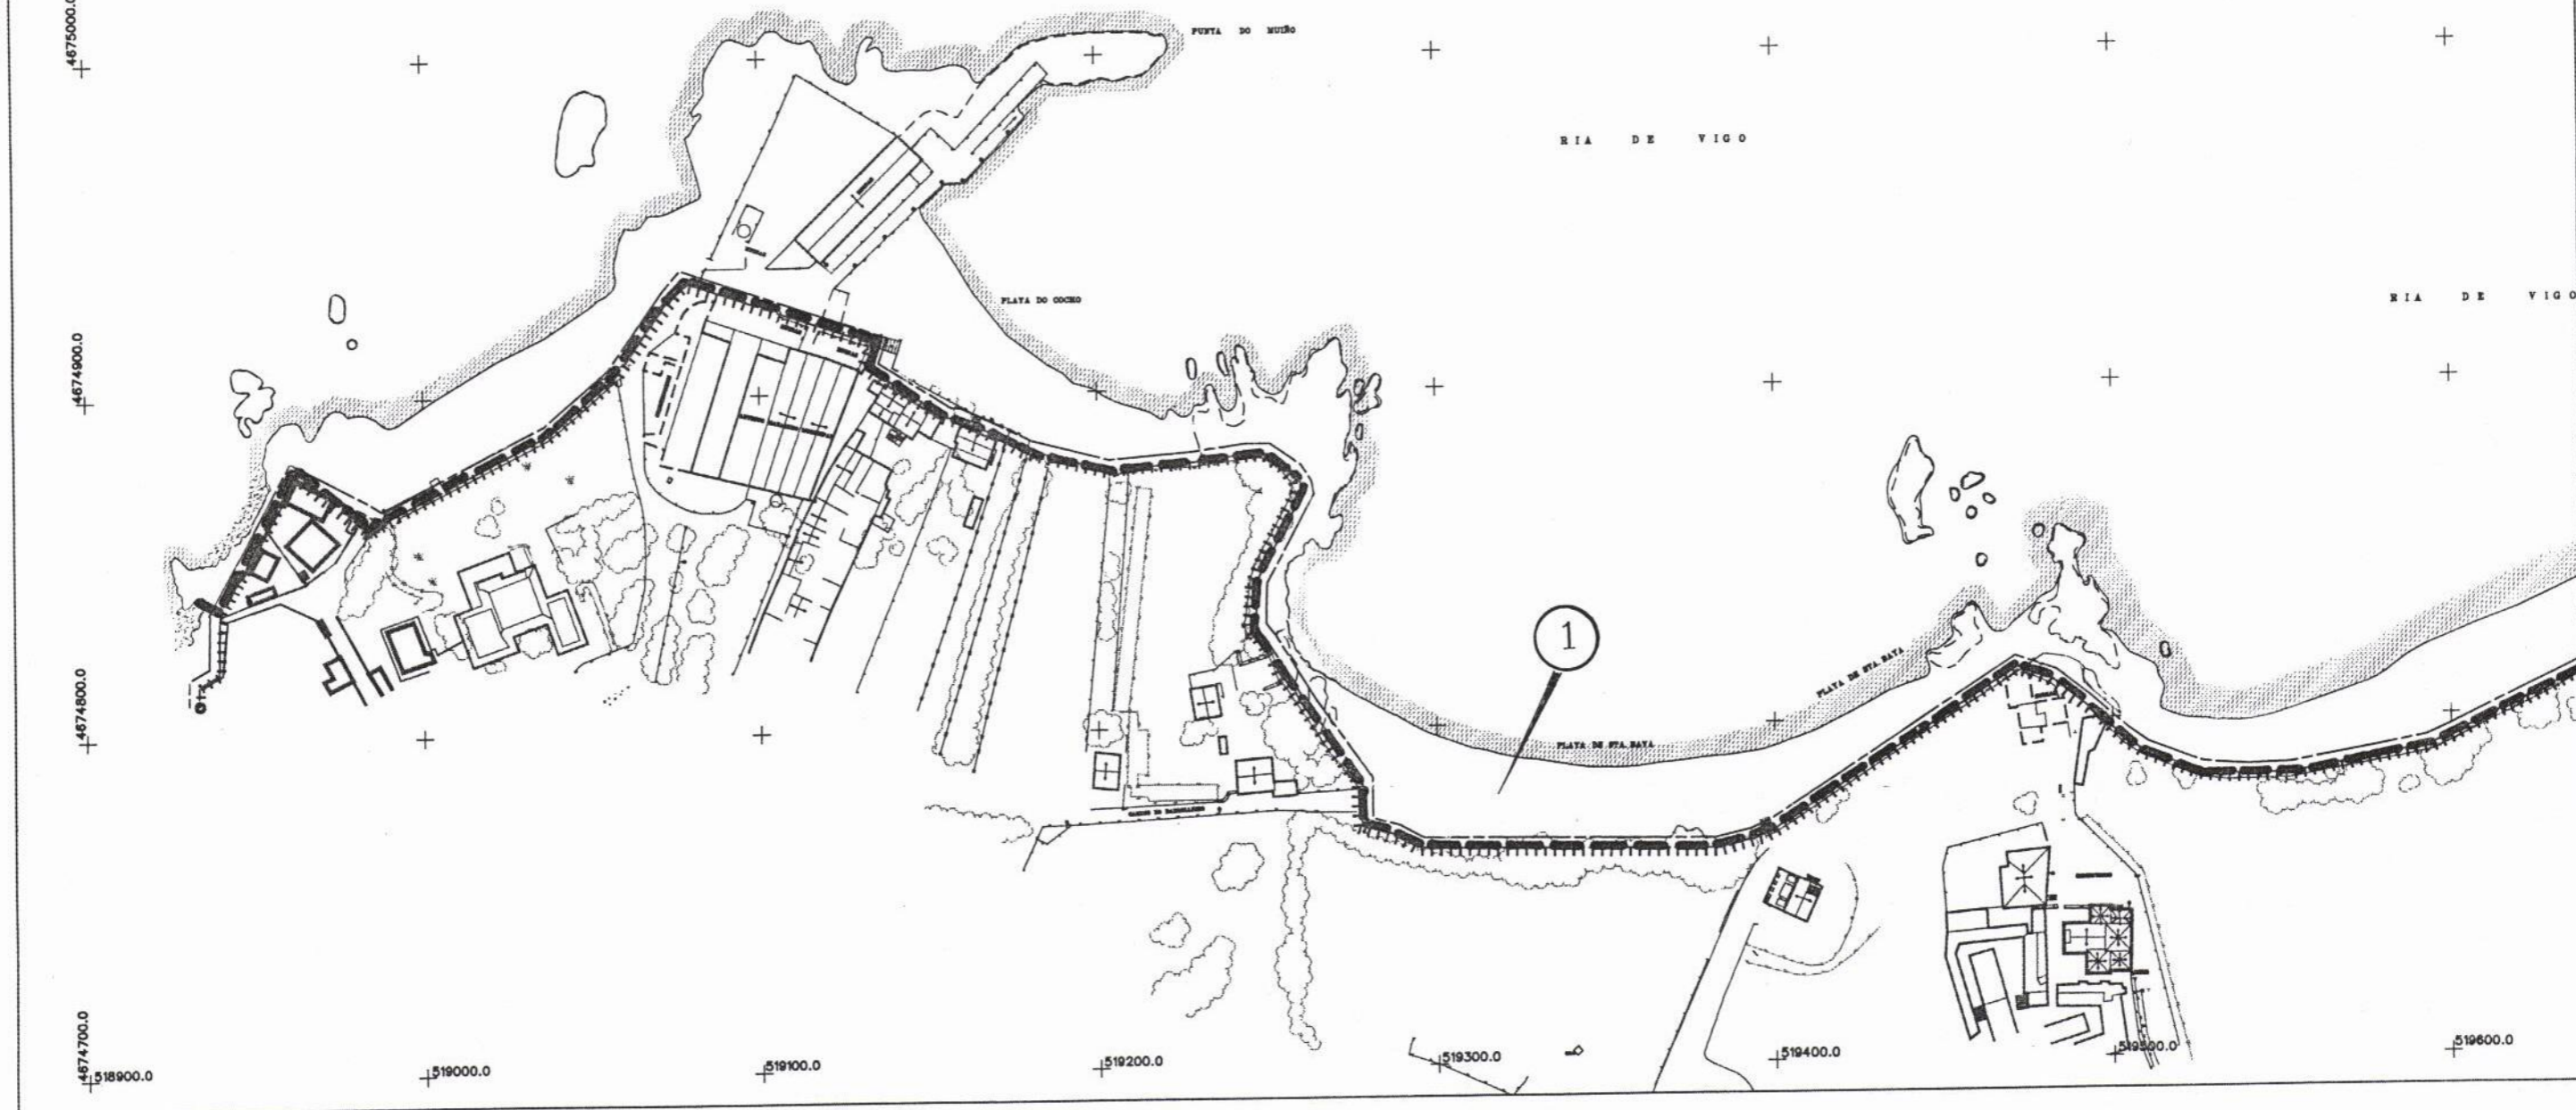 4675000.0
PUNTA DO MUIÑO
RIA DE VIGO
RIA DE VIGO
PLAYA DO COCHO
4674900.0
1
PLAYA DE STA. BAYA
4674800.0
PLAYA DE STA. BAYA
4674700.0
518900.0
519000.0
519100.0
519200.0
519300.0
519400.0
519500.0
519600.0